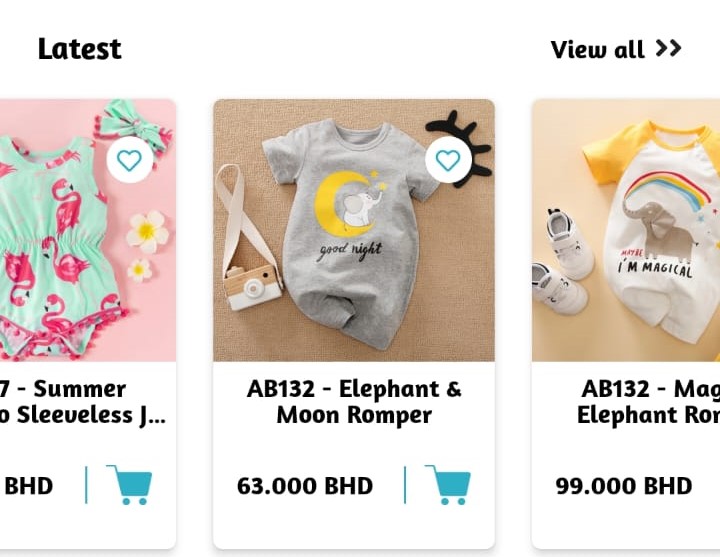 Latest
View all
7 - Summer
o Sleeveless J...
BHD
good night
AB132 - Elephant &
Moon Romper
63.000 BHD
MAYBE
I'M MAGICAL
AB132 - Mag
Elephant Ro
99.000 BHD